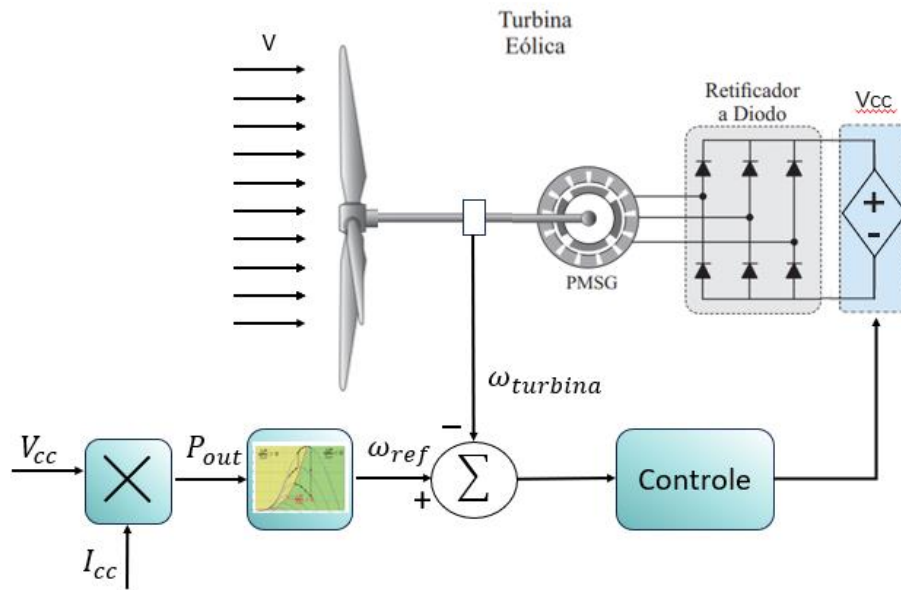 Turbina
Eólica
V
Retificador
a Diodo
Vcc
+
-
PMSG
ω_turbina
−
V_cc
P_out
ω_ref
+
Σ
Controle
I_cc